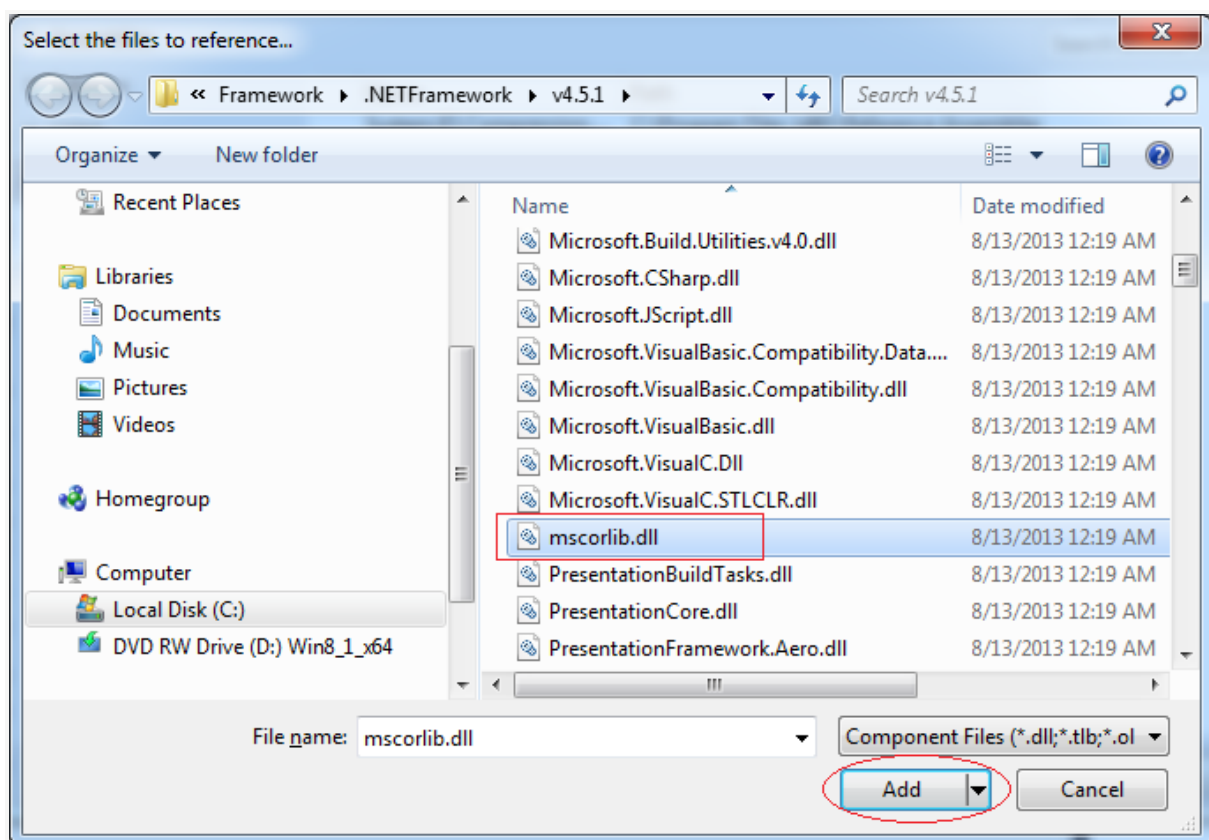 Select the files to reference...
« Framework .NETFramework v4.5.1 Search v4.5.1
Organize New folder
Recent Places
Libraries
Documents
Music
Pictures
Videos
Homegroup
Computer
Local Disk (C:)
DVD RW Drive (D:) Win8_1_x64
Name Date modified
Microsoft.Build.Utilities.v4.0.dll 8/13/2013 12:19 AM
Microsoft.CSharp.dll 8/13/2013 12:19 AM
Microsoft.JScript.dll 8/13/2013 12:19 AM
Microsoft.VisualBasic.Compatibility.Data.... 8/13/2013 12:19 AM
Microsoft.VisualBasic.Compatibility.dll 8/13/2013 12:19 AM
Microsoft.VisualBasic.dll 8/13/2013 12:19 AM
Microsoft.VisualC.Dll 8/13/2013 12:19 AM
Microsoft.VisualC.STLCLR.dll 8/13/2013 12:19 AM
mscorlib.dll 8/13/2013 12:19 AM
PresentationBuildTasks.dll 8/13/2013 12:19 AM
PresentationCore.dll 8/13/2013 12:19 AM
PresentationFramework.Aero.dll 8/13/2013 12:19 AM
File name: mscorlib.dll Component Files (*.dll;*.tlb;*.ol
Add Cancel